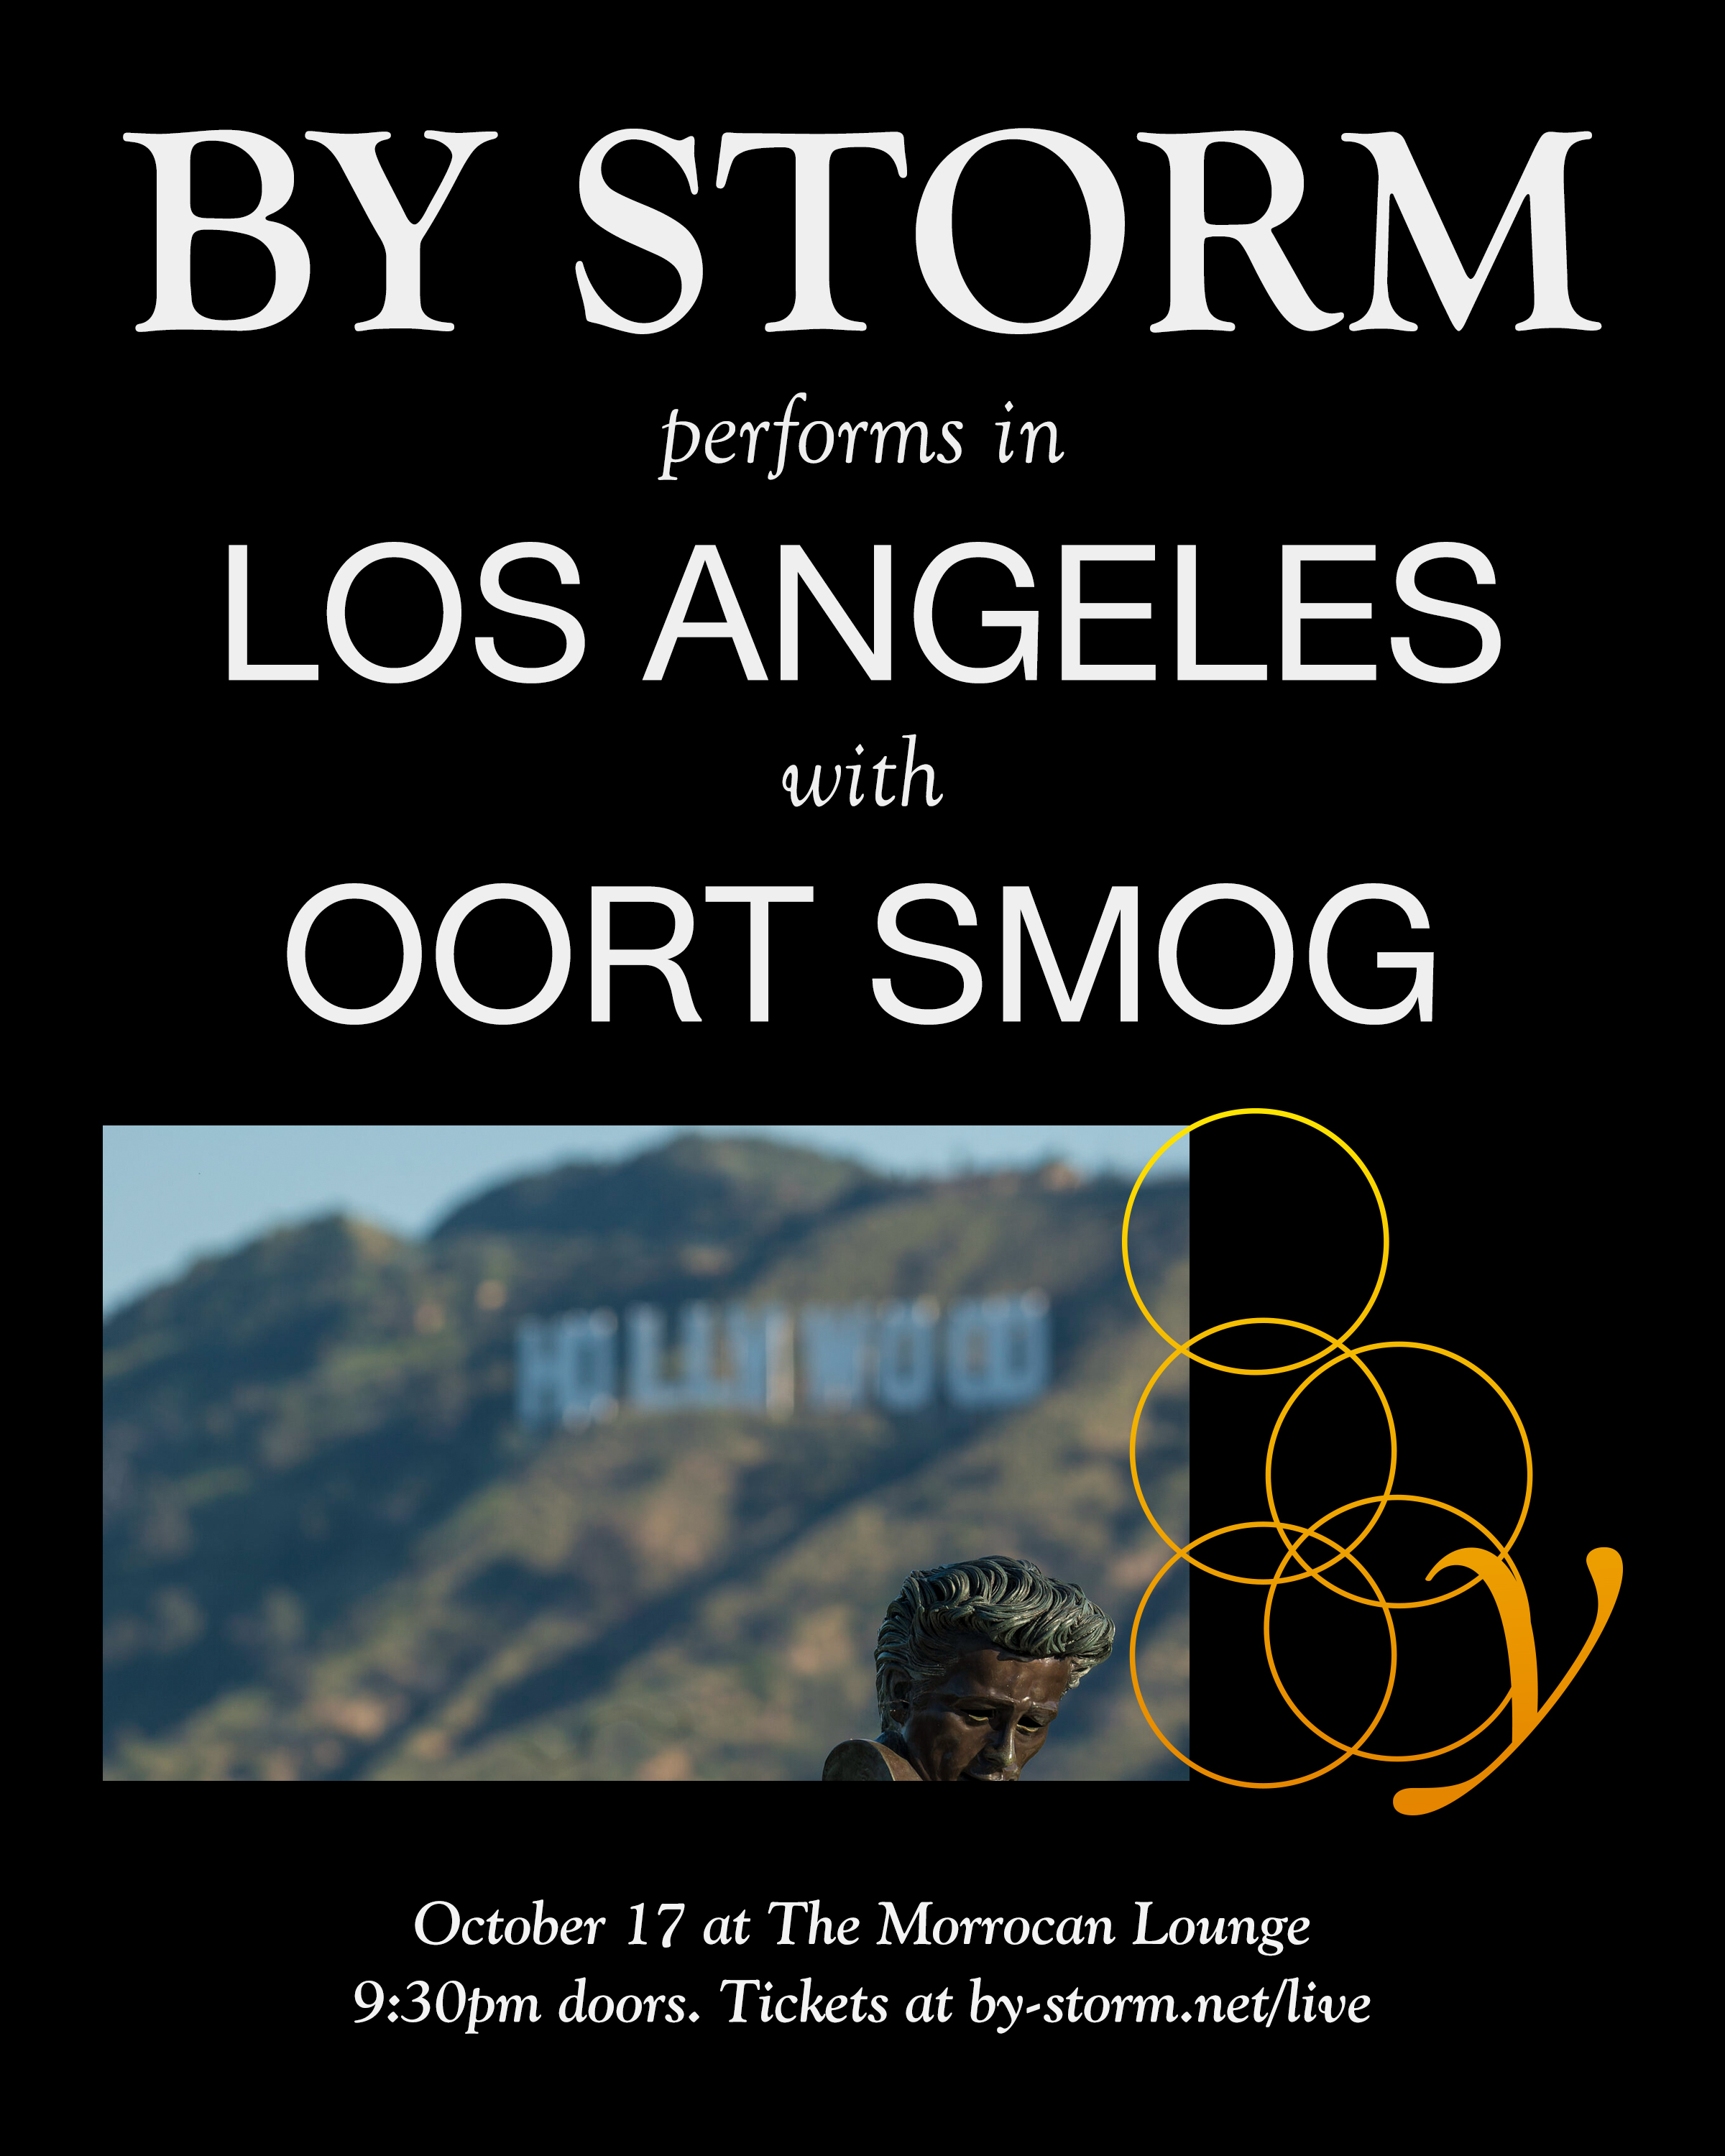 BY STORM
performs in
LOS ANGELES
with
OORT SMOG
HOLLYWOOD
y
October 17 at The Morrocan Lounge
9:30pm doors. Tickets at by-storm.net/live